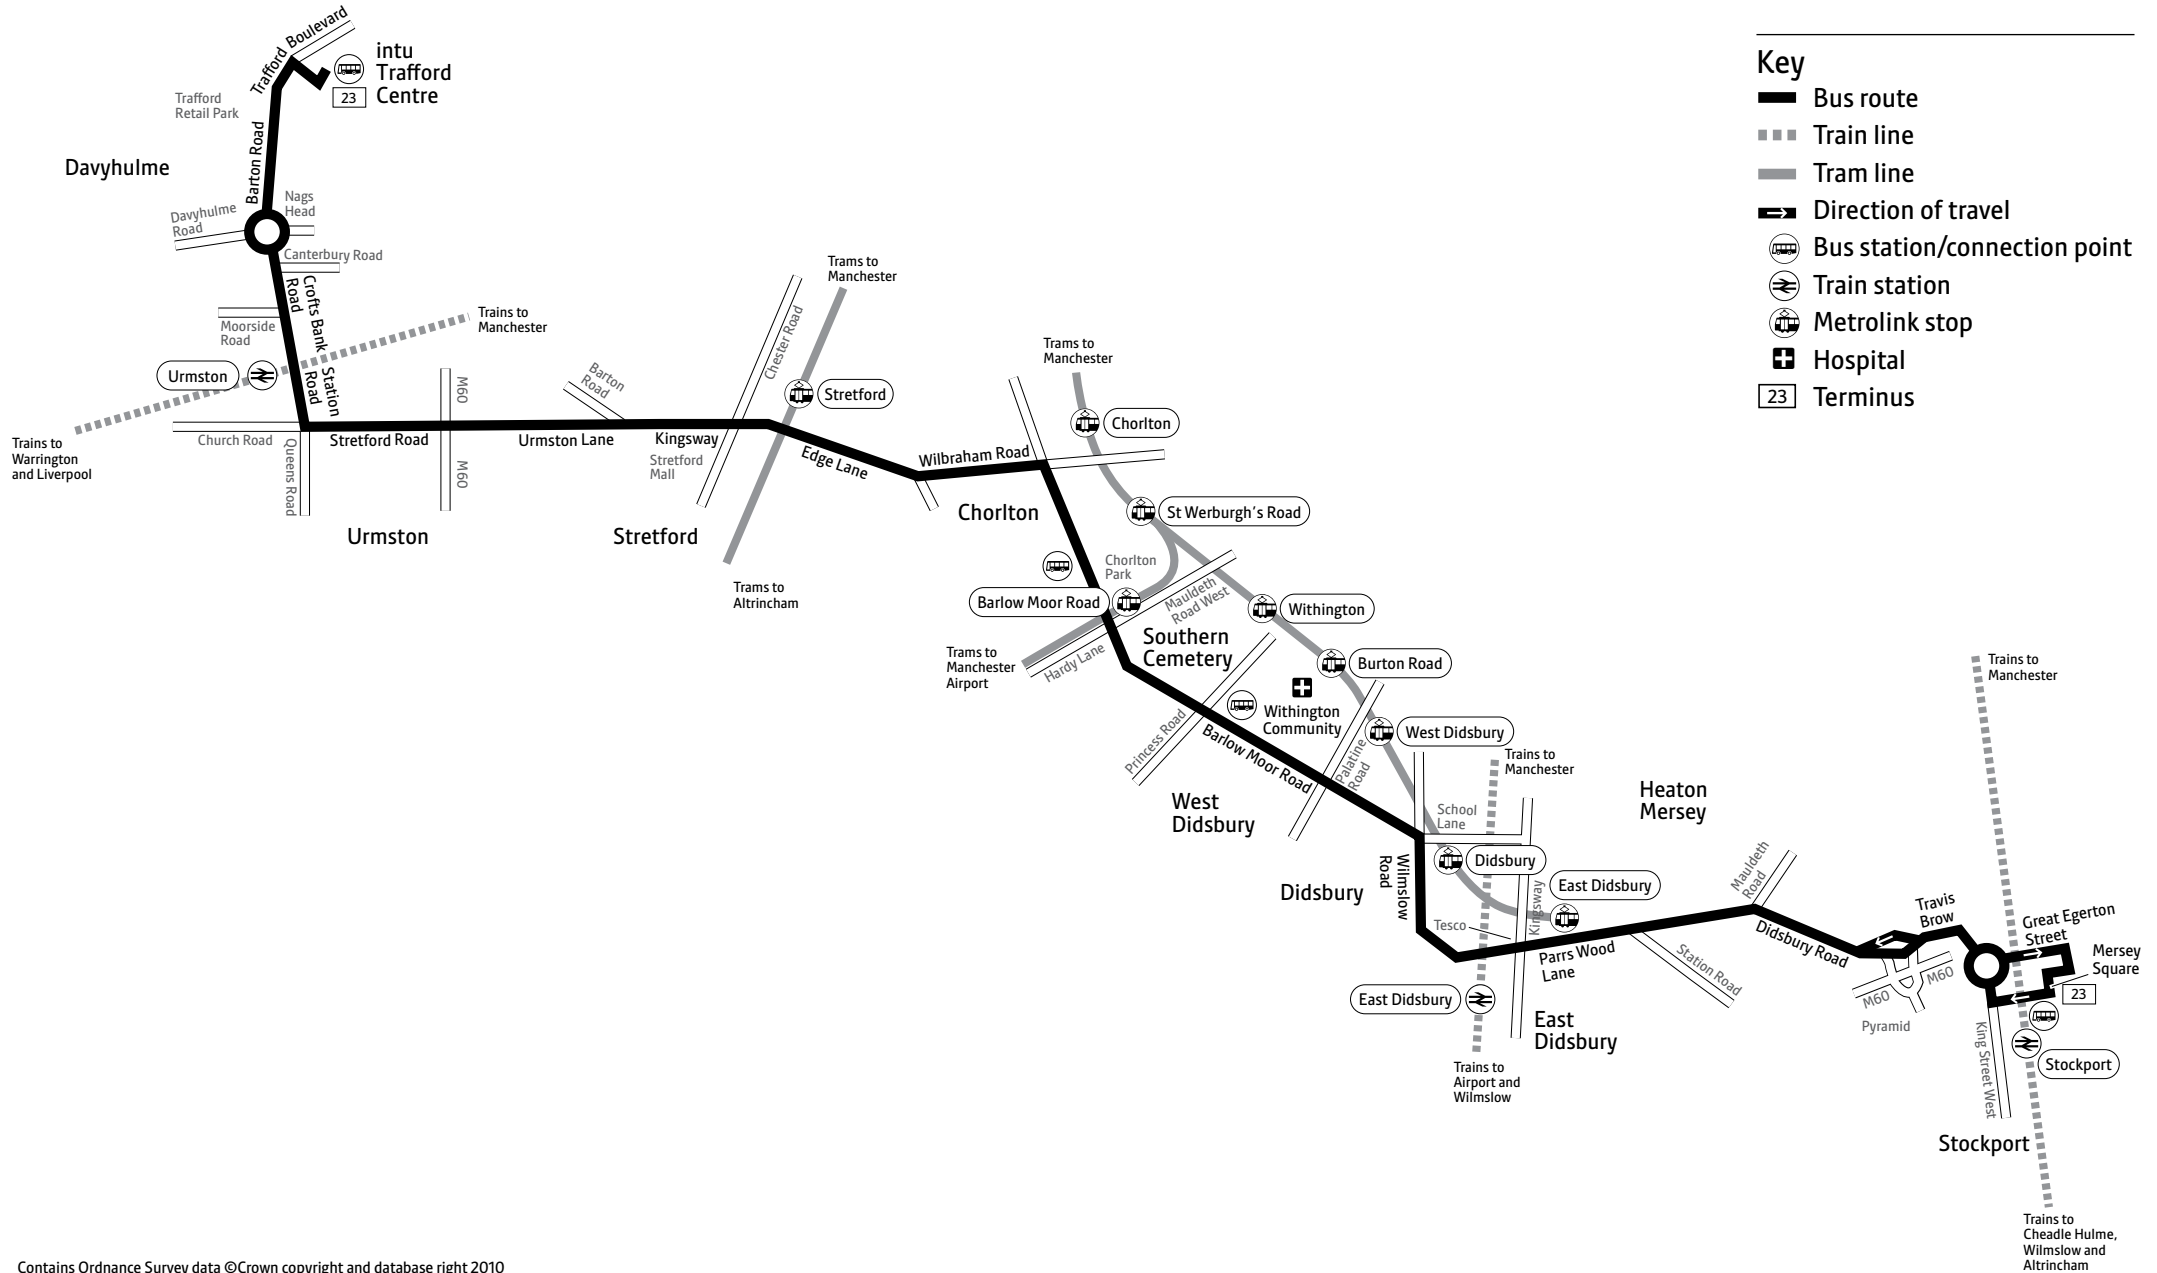 Trafford Boulevard
intu
Trafford
Centre
23
Trafford
Retail Park
Barton Road
Davyhulme
Nags
Head
Davyhulme
Road
Canterbury Road
Crofts Bank
Road
Moorside
Road
Trains to
Manchester
Urmston
Station
Road
Trains to
Warrington
and Liverpool
Church Road
Queens Road
Stretford Road
M60
M60
Urmston
Barton
Road
Urmston Lane
Kingsway
Stretford
Mall
Chester Road
Trams to
Manchester
Stretford
Edge Lane
Stretford
Trams to
Altrincham
Wilbraham Road
Chorlton
Trams to
Manchester
Chorlton
St Werburgh's Road
Chorlton
Park
Barlow Moor Road
Mauldeth
Road West
Trams to
Manchester
Airport
Hardy Lane
Southern
Cemetery
Withington
Burton Road
Withington
Community
Princess Road
Barlow Moor Road
Palatine
Road
West Didsbury
West
Didsbury
Trains to
Manchester
School
Lane
Didsbury
Didsbury
Wilmslow
Road
East Didsbury
Kingsway
Tesco
Parrs Wood
Lane
East Didsbury
East
Didsbury
Trains to
Airport and
Wilmslow
Heaton
Mersey
Station Road
Mauldeth
Road
Didsbury Road
Travis
Brow
M60
M60
Pyramid
Great Egerton
Street
Mersey
Square
23
King Street West
Stockport
Stockport
Trains to
Manchester
Trains to
Cheadle Hulme,
Wilmslow and
Altrincham
Key
Bus route
Train line
Tram line
Direction of travel
Bus station/connection point
Train station
Metrolink stop
Hospital
23
Terminus
Contains Ordnance Survey data ©Crown copyright and database right 2010